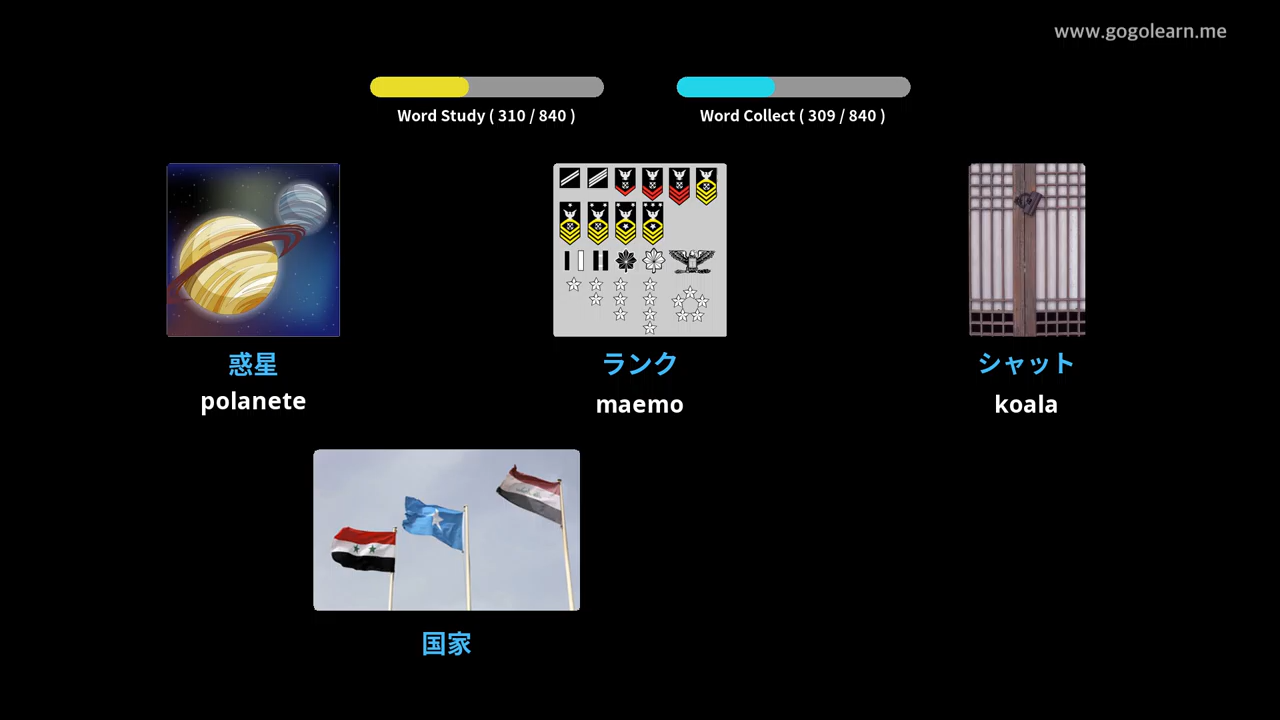 www.gogolearn.me
Word Study ( 310 / 840 )
Word Collect ( 309 / 840 )
惑星
ランク
シャット
polanete
maemo
koala
国家